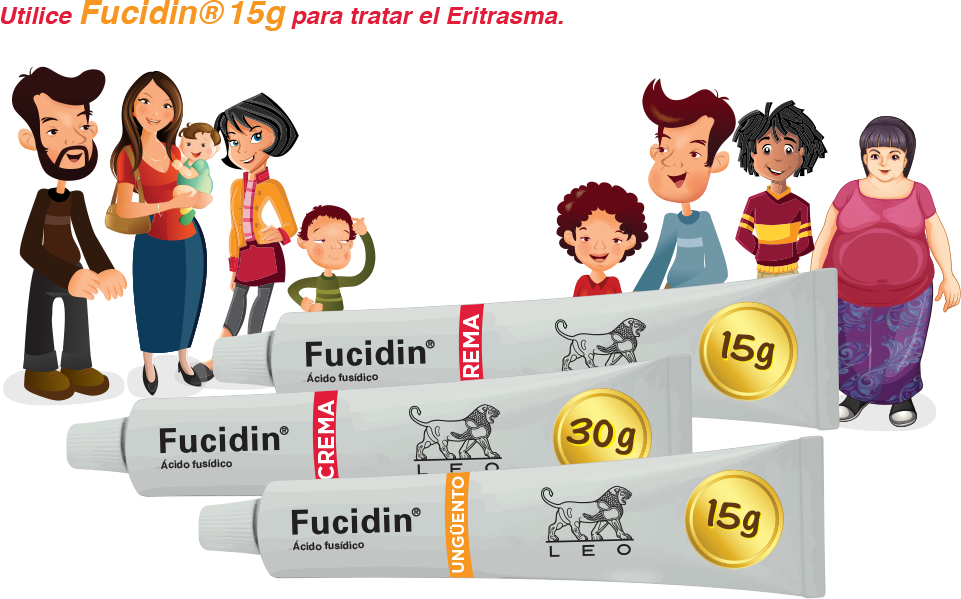 Utilice Fucidin® 15g para tratar el Eritrasma.
Fucidin®
Ácido fusídico
REMA
15g
Fucidin®
Ácido fusídico
CREMA
LEO
30g
Fucidin®
Ácido fusídico
UNGÜENTO
LEO
15g